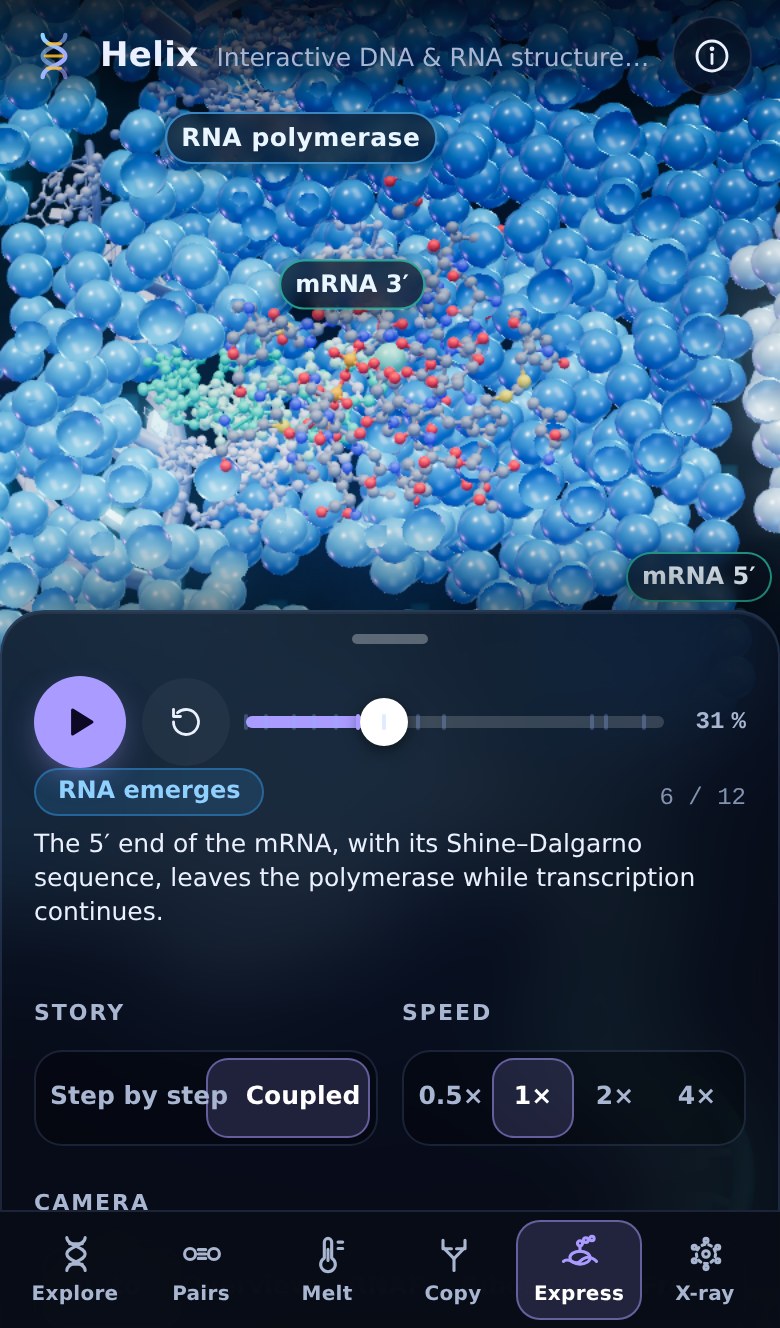 Helix Interactive DNA & RNA structure…
RNA polymerase
mRNA 3′
mRNA 5′
31 %
RNA emerges
6 / 12
The 5′ end of the mRNA, with its Shine–Dalgarno
sequence, leaves the polymerase while transcription
continues.
STORY
SPEED
Step by step Coupled
0.5× 1× 2× 4×
CAMERA
Explore Pairs Melt Copy Express X-ray